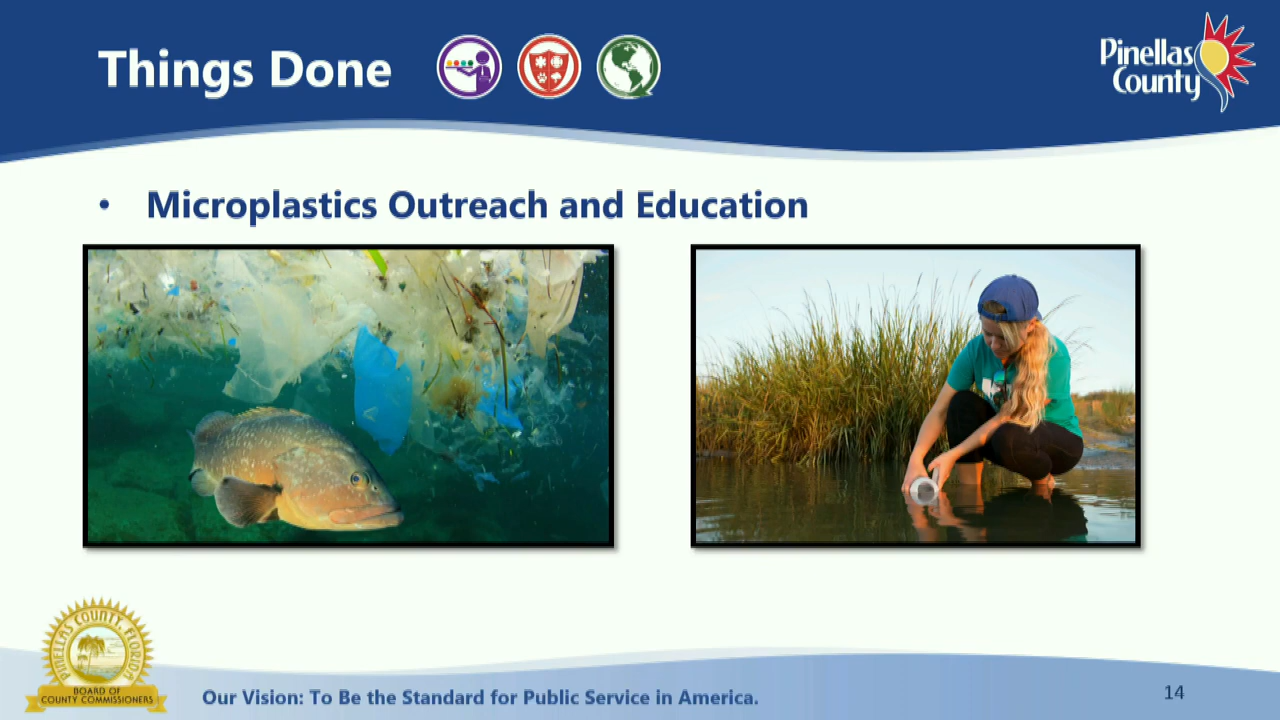 Things Done
Pinellas
County
• Microplastics Outreach and Education
PINELLAS COUNTY, FLORIDA
BOARD OF
COUNTY COMMISSIONERS
Our Vision: To Be the Standard for Public Service in America.
14